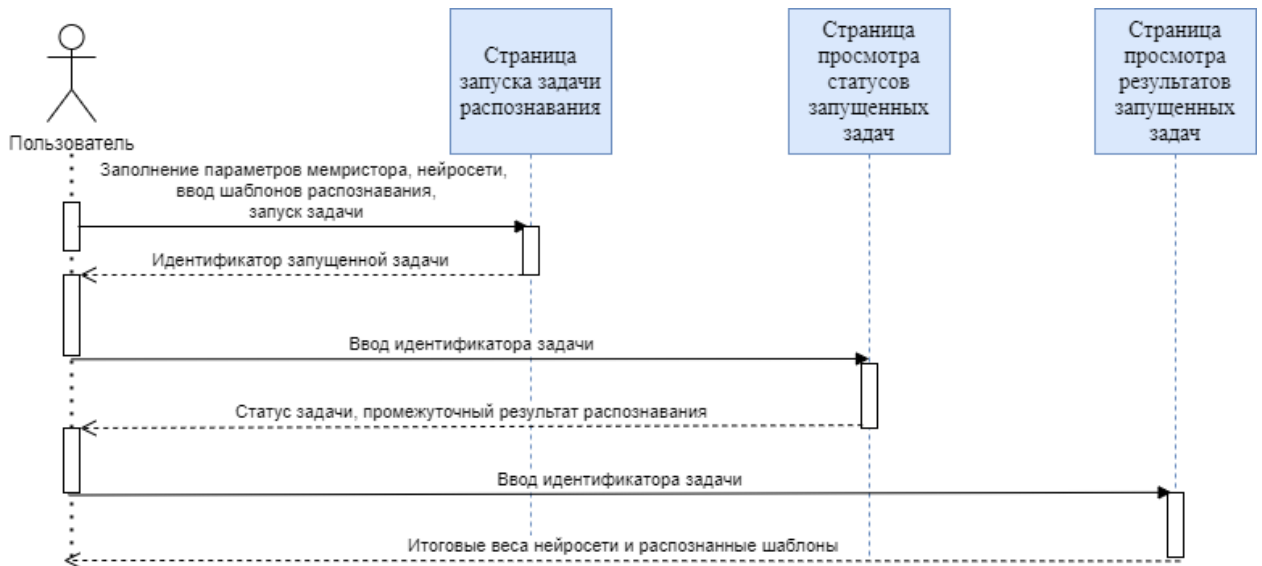 Страница
запуска задачи
распознавания
Страница
просмотра
статусов
запущенных
задач
Страница
просмотра
результатов
запущенных
задач
Пользователь
Заполнение параметров мемристора, нейросети,
ввод шаблонов распознавания,
запуск задачи
Идентификатор запущенной задачи
Ввод идентификатора задачи
Статус задачи, промежуточный результат распознавания
Ввод идентификатора задачи
Итоговые веса нейросети и распознанные шаблоны